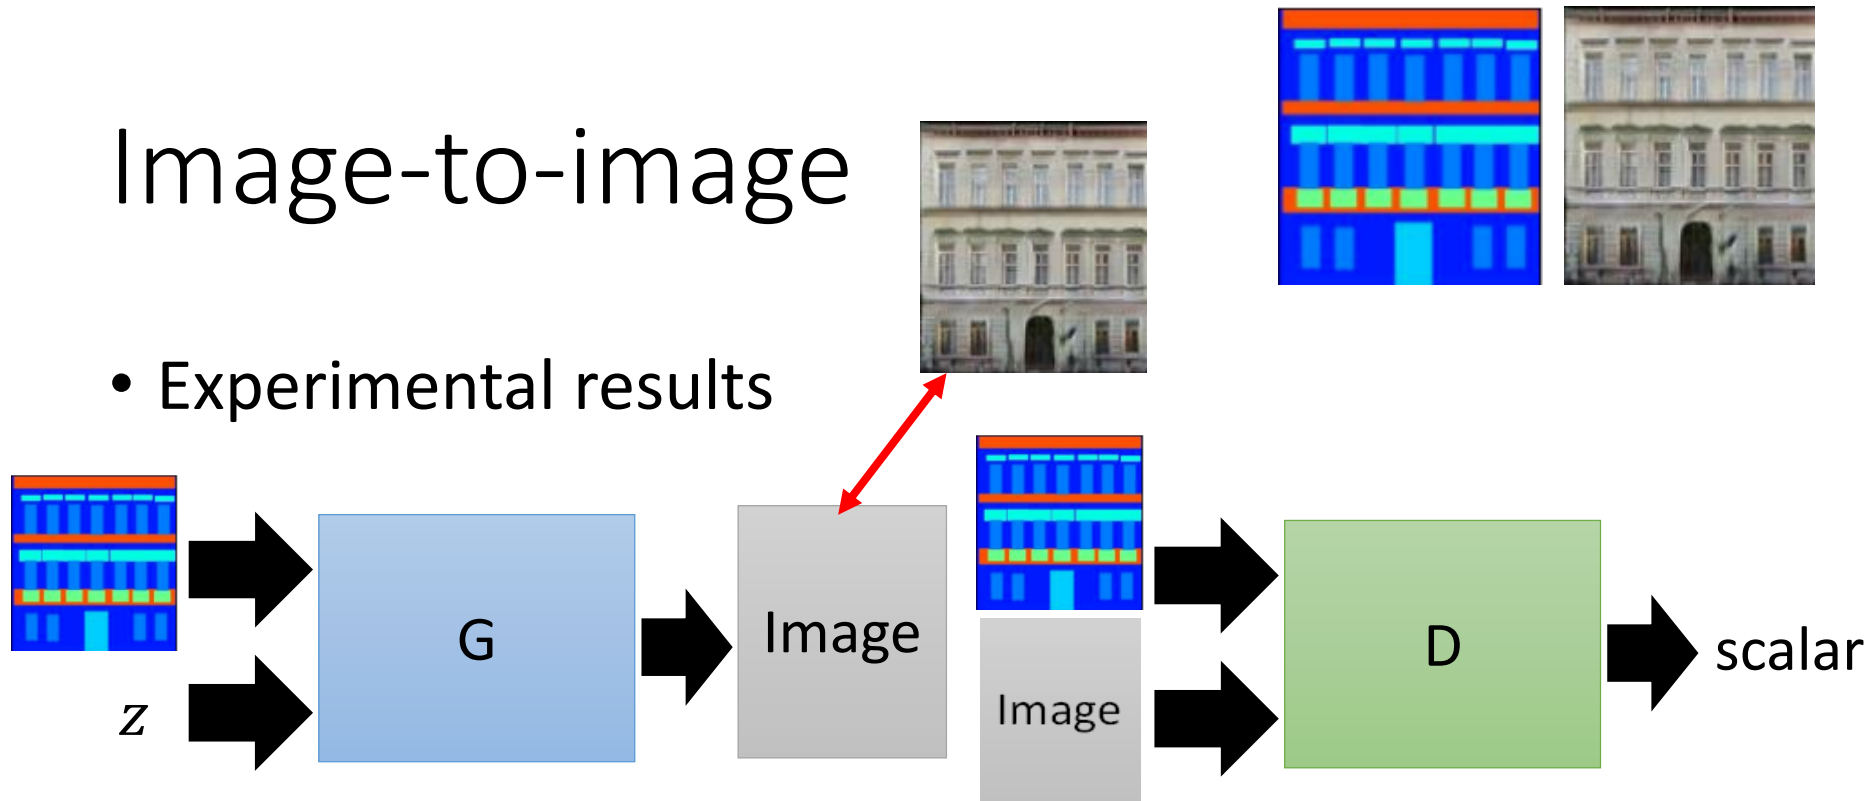 Image-to-image
• Experimental results
G
z
Image
Image
D
scalar